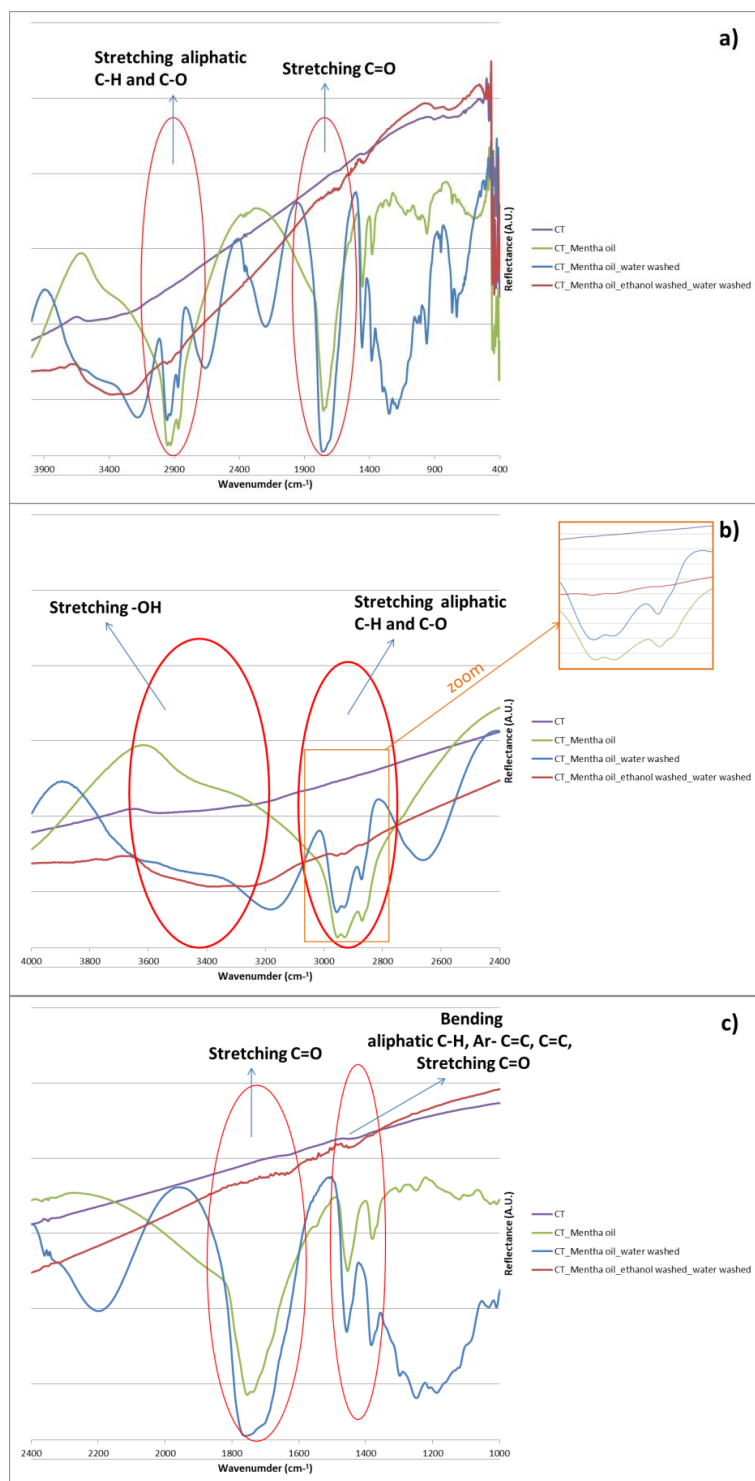 a)
Stretching aliphatic
C-H and C-O
Stretching C=O
Reflectance (A.U.)
CT
CT_Mentha oil
CT_Mentha oil_water washed
CT_Mentha oil_ethanol washed_water washed
3900 3400 2900 2400 1900 1400 900 400
Wavenumder (cm-1)
b)
Stretching -OH
Stretching aliphatic
C-H and C-O
zoom
Reflectance (A.U.)
CT
CT_Mentha oil
CT_Mentha oil_water washed
CT_Mentha oil_ethanol washed_water washed
4000 3800 3600 3400 3200 3000 2800 2600 2400
Wavenumder (cm-1)
c)
Bending
aliphatic C-H, Ar- C=C, C=C,
Stretching C=O
Stretching C=O
Reflectance (A.U.)
CT
CT_Mentha oil
CT_Mentha oil_water washed
CT_Mentha oil_ethanol washed_water washed
2400 2200 2000 1800 1600 1400 1200 1000
Wavenumder (cm-1)